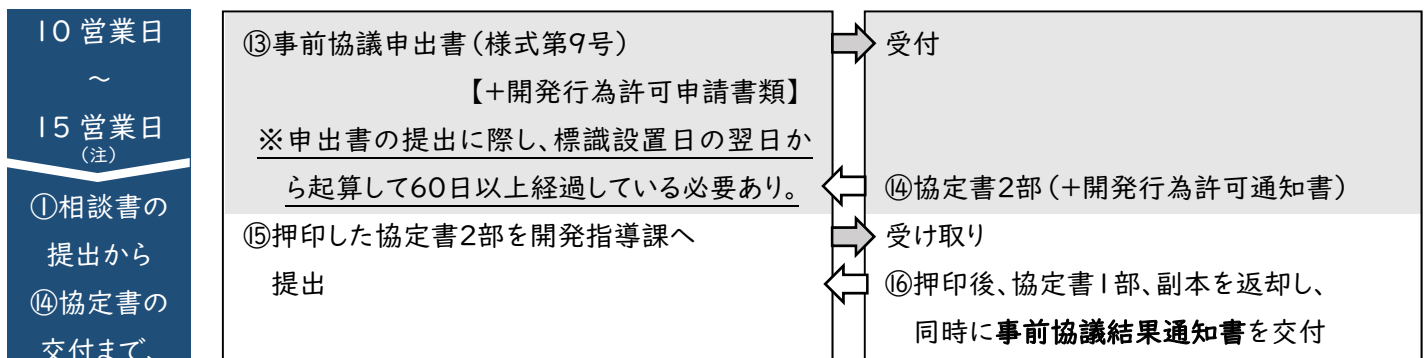 10営業日
～
15営業日
(注)
①相談書の
提出から
⑭協定書の
交付まで、
⑬事前協議申出書（様式第9号）
【＋開発行為許可申請書類】
※申出書の提出に際し、標識設置日の翌日か
ら起算して60日以上経過している必要あり。
⑮押印した協定書2部を開発指導課へ
提出
受付
⑭協定書2部（＋開発行為許可通知書）
受け取り
⑯押印後、協定書1部、副本を返却し、
同時に事前協議結果通知書を交付